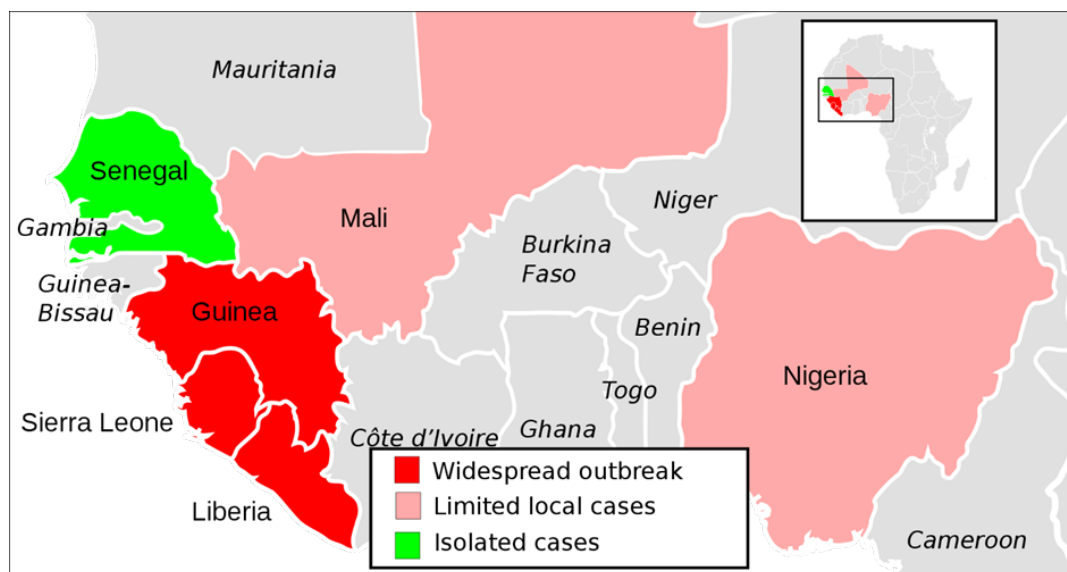 Mauritania
Senegal
Gambia
Guinea-
Bissau
Mali
Niger
Burkina
Faso
Guinea
Benin
Togo
Nigeria
Sierra Leone
Côte d'Ivoire
Ghana
Liberia
Cameroon
Widespread outbreak
Limited local cases
Isolated cases